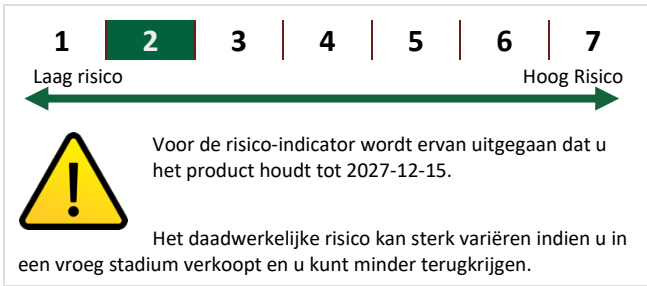 1 2 3 4 5 6 7
Laag risico Hoog Risico
Voor de risico-indicator wordt ervan uitgegaan dat u
het product houdt tot 2027-12-15.
Het daadwerkelijke risico kan sterk variëren indien u in
een vroeg stadium verkoopt en u kunt minder terugkrijgen.